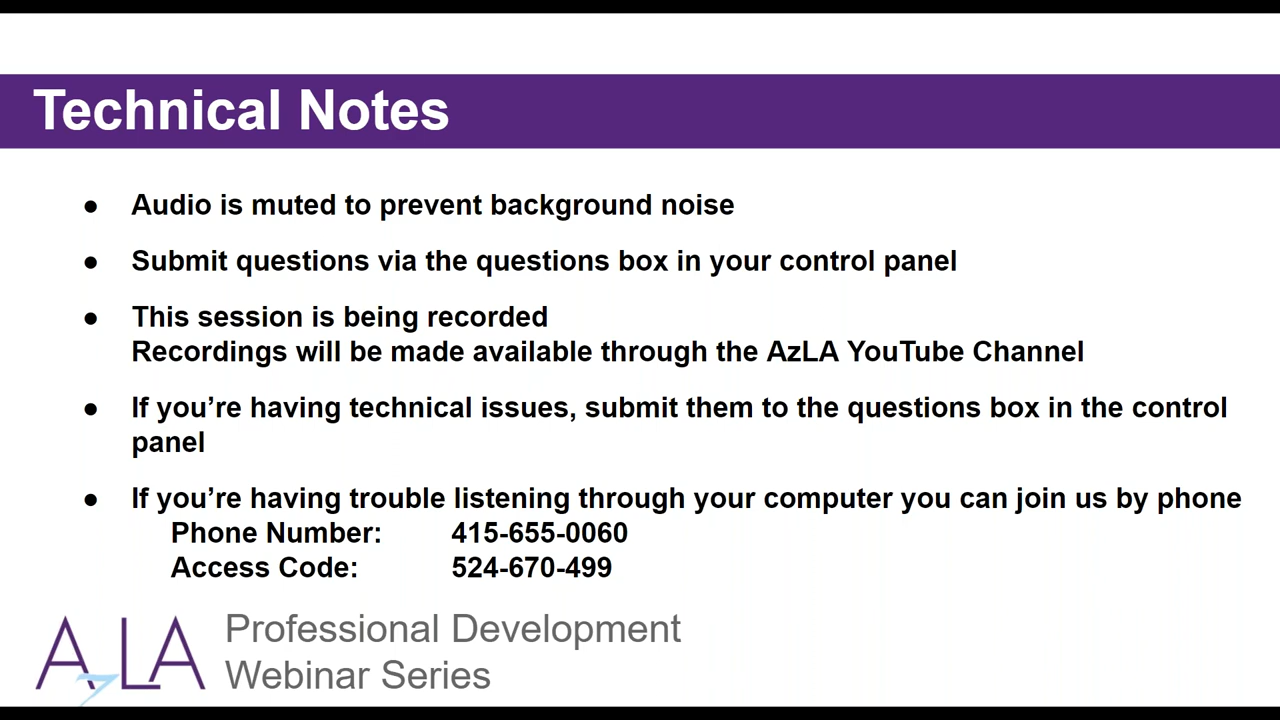 Technical Notes
● Audio is muted to prevent background noise
● Submit questions via the questions box in your control panel
● This session is being recorded
Recordings will be made available through the AzLA YouTube Channel
● If you’re having technical issues, submit them to the questions box in the control
panel
● If you’re having trouble listening through your computer you can join us by phone
Phone Number: 415-655-0060
Access Code: 524-670-499
AzLA
Professional Development
Webinar Series